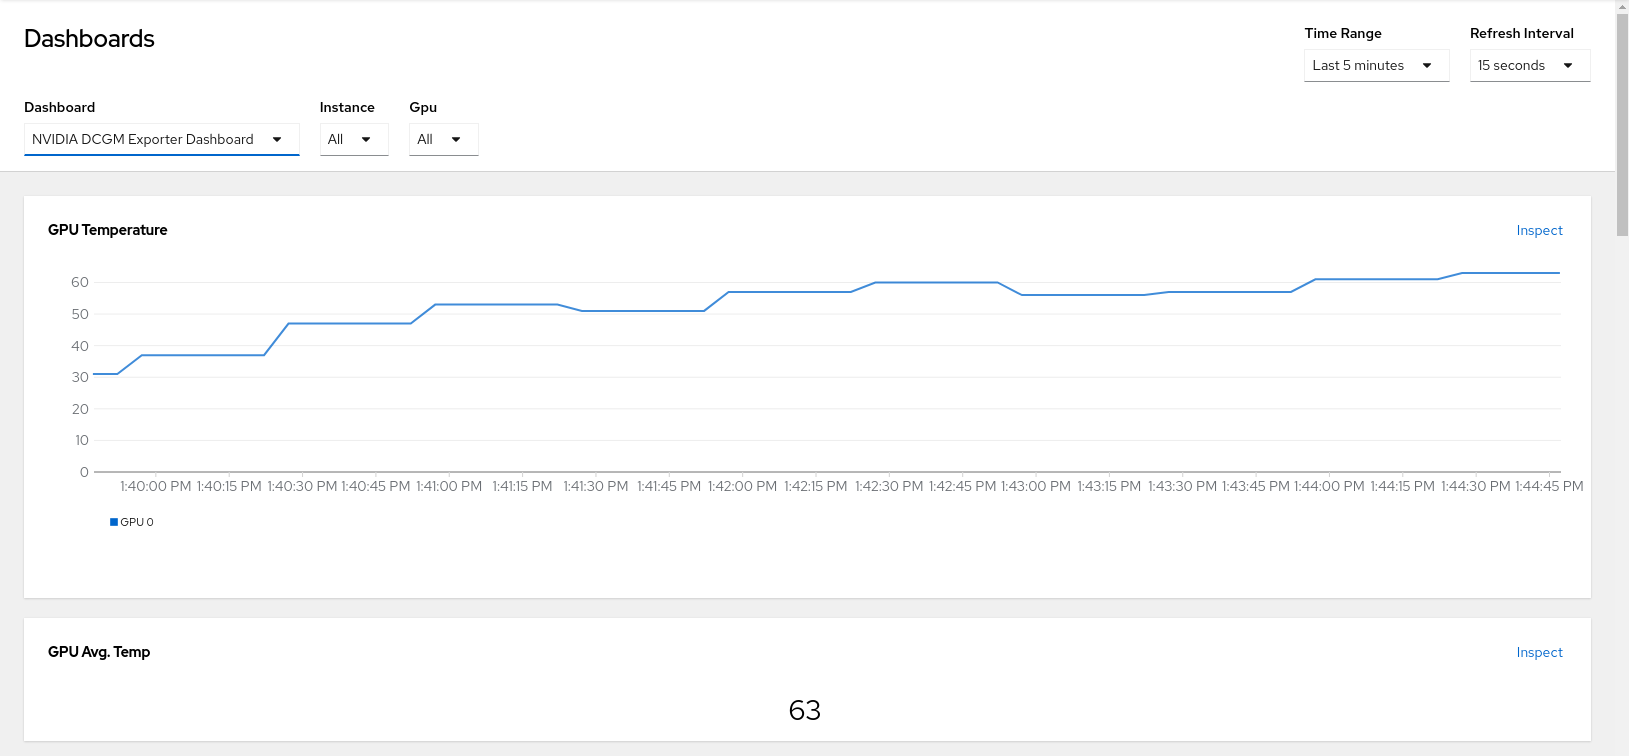 Dashboards
Time Range
Refresh Interval
Last 5 minutes
15 seconds
Dashboard
Instance
Gpu
NVIDIA DCGM Exporter Dashboard
All
All
GPU Temperature
Inspect
60
50
40
30
20
10
0
1:40:00 PM 1:40:15 PM 1:40:30 PM 1:40:45 PM 1:41:00 PM 1:41:15 PM 1:41:30 PM 1:41:45 PM 1:42:00 PM 1:42:15 PM 1:42:30 PM 1:42:45 PM 1:43:00 PM 1:43:15 PM 1:43:30 PM 1:43:45 PM 1:44:00 PM 1:44:15 PM 1:44:30 PM 1:44:45 PM
GPU 0
GPU Avg. Temp
Inspect
63